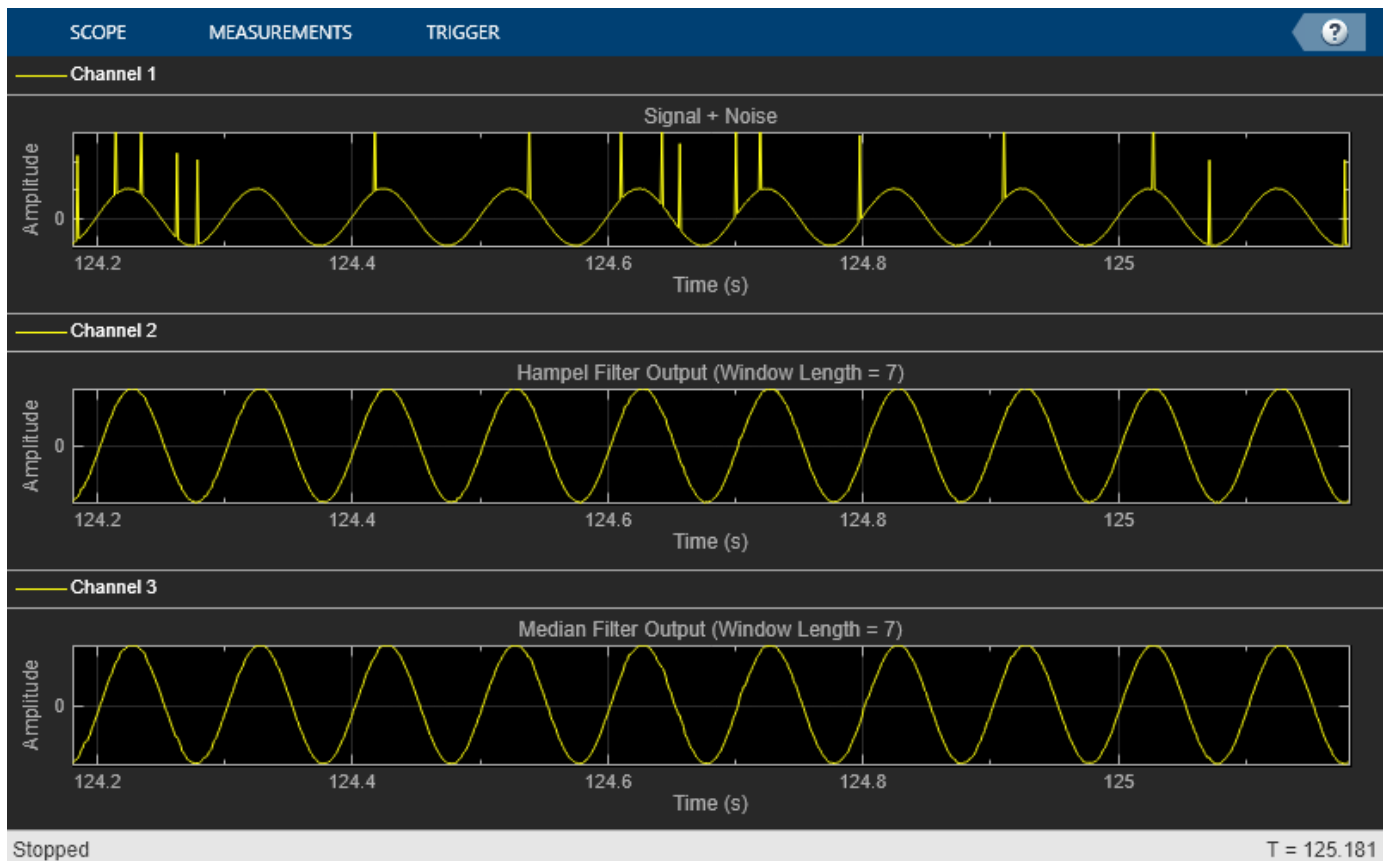 SCOPE MEASUREMENTS TRIGGER ?
Channel 1
Signal + Noise
Amplitude
0
124.2 124.4 124.6 124.8 125
Time (s)
Channel 2
Hampel Filter Output (Window Length = 7)
Amplitude
0
124.2 124.4 124.6 124.8 125
Time (s)
Channel 3
Median Filter Output (Window Length = 7)
Amplitude
0
124.2 124.4 124.6 124.8 125
Time (s)
Stopped T = 125.181